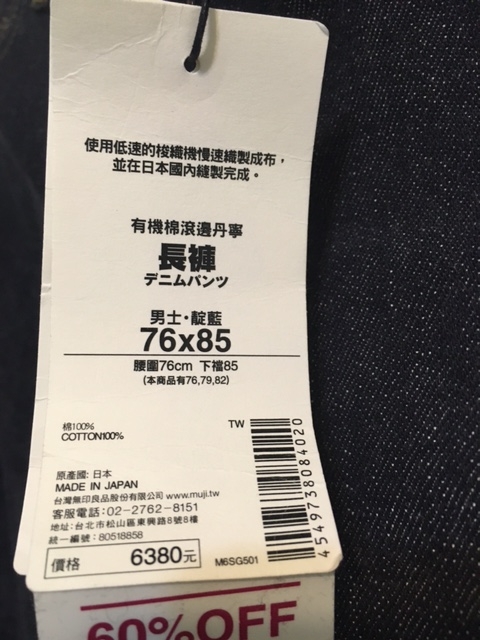 使用低速的梭織機慢速織製成布，
並在日本國內縫製完成。
有機棉滾邊丹寧
長褲
デニムパンツ
男士·靛藍
76x85
腰圍76cm 下襠85
(本商品有76,79,82)
棉100%
COTTON100%
TW
原產國: 日本
MADE IN JAPAN
台灣無印良品股份有限公司 www.muji.tw
客服電話:02-2762-8151
地址:台北市松山區東興路8號8樓
統一編號:80518858
價格 6380元
M6SG501
4549738084020
60%OFF